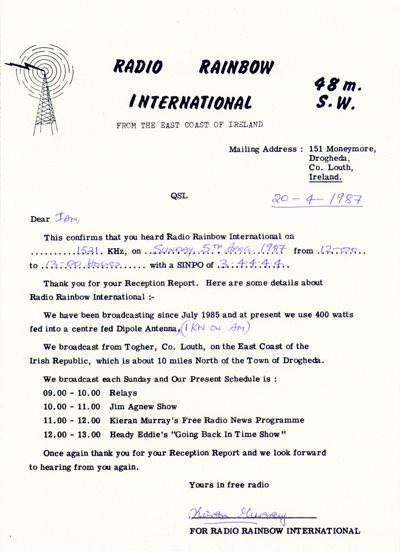 RADIO RAINBOW
INTERNATIONAL
48 m.
S.W.
FROM THE EAST COAST OF IRELAND
Mailing Address : 151 Moneymore,
Drogheda,
Co. Louth,
Ireland.
QSL
20-4-1987
Dear IAN,
This confirms that you heard Radio Rainbow International on
..........1521...KHz, on ..SUNDAY 5TH APRIL 1987 from 12-00..
to ..13-00 HOURS...... with a SINPO of 3.4.4.4.4..
Thank you for your Reception Report. Here are some details about
Radio Rainbow International :-
We have been broadcasting since July 1985 and at present we use 400 watts
fed into a centre fed Dipole Antenna, (1 KW ON AM)
We broadcast from Togher, Co. Louth, on the East Coast of the
Irish Republic, which is about 10 miles North of the Town of Drogheda.
We broadcast each Sunday and Our Present Schedule is :
09.00 - 10.00 Relays
10.00 - 11.00 Jim Agnew Show
11.00 - 12.00 Kieran Murray's Free Radio News Programme
12.00 - 13.00 Heady Eddie's "Going Back In Time Show"
Once again thank you for your Reception Report and we look forward
to hearing from you again.
Yours in free radio
Kieran Murray
FOR RADIO RAINBOW INTERNATIONAL